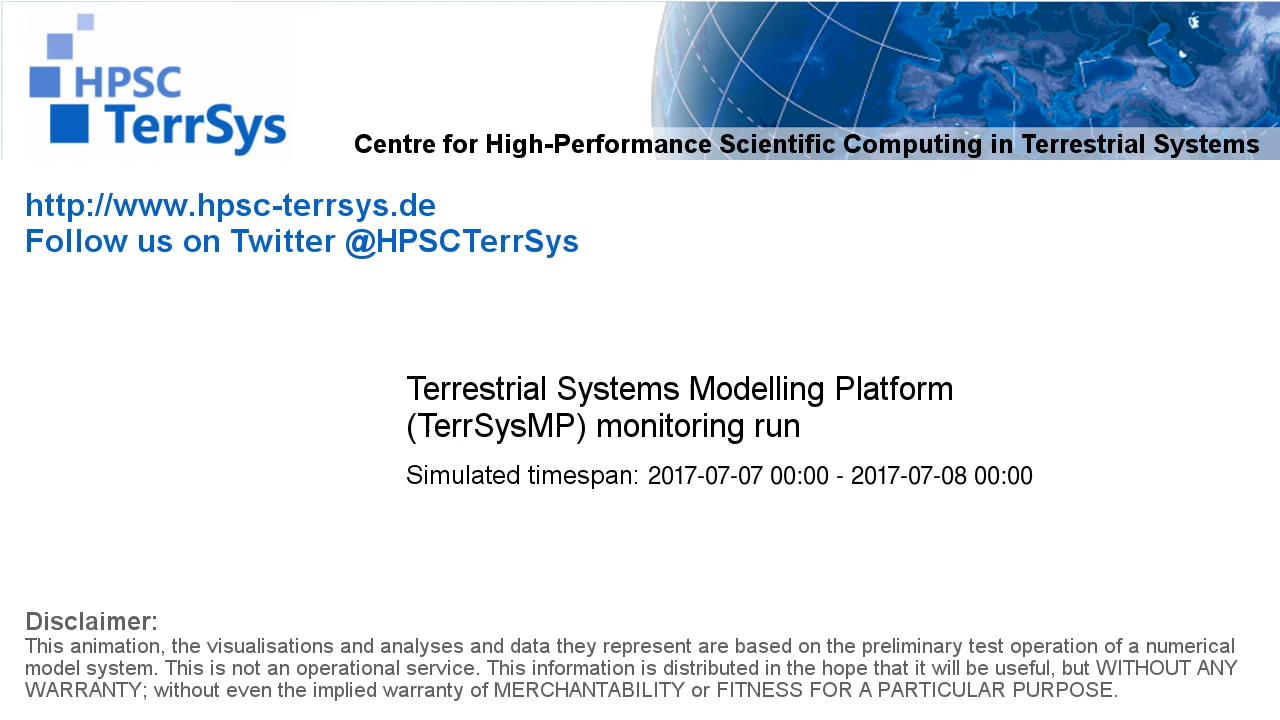 HPSC
TerrSys
Centre for High-Performance Scientific Computing in Terrestrial Systems
http://www.hpsc-terrsys.de
Follow us on Twitter @HPSCTerrSys
Terrestrial Systems Modelling Platform
(TerrSysMP) monitoring run
Simulated timespan: 2017-07-07 00:00 - 2017-07-08 00:00
Disclaimer:
This animation, the visualisations and analyses and data they represent are based on the preliminary test operation of a numerical
model system. This is not an operational service. This information is distributed in the hope that it will be useful, but WITHOUT ANY
WARRANTY; without even the implied warranty of MERCHANTABILITY or FITNESS FOR A PARTICULAR PURPOSE.